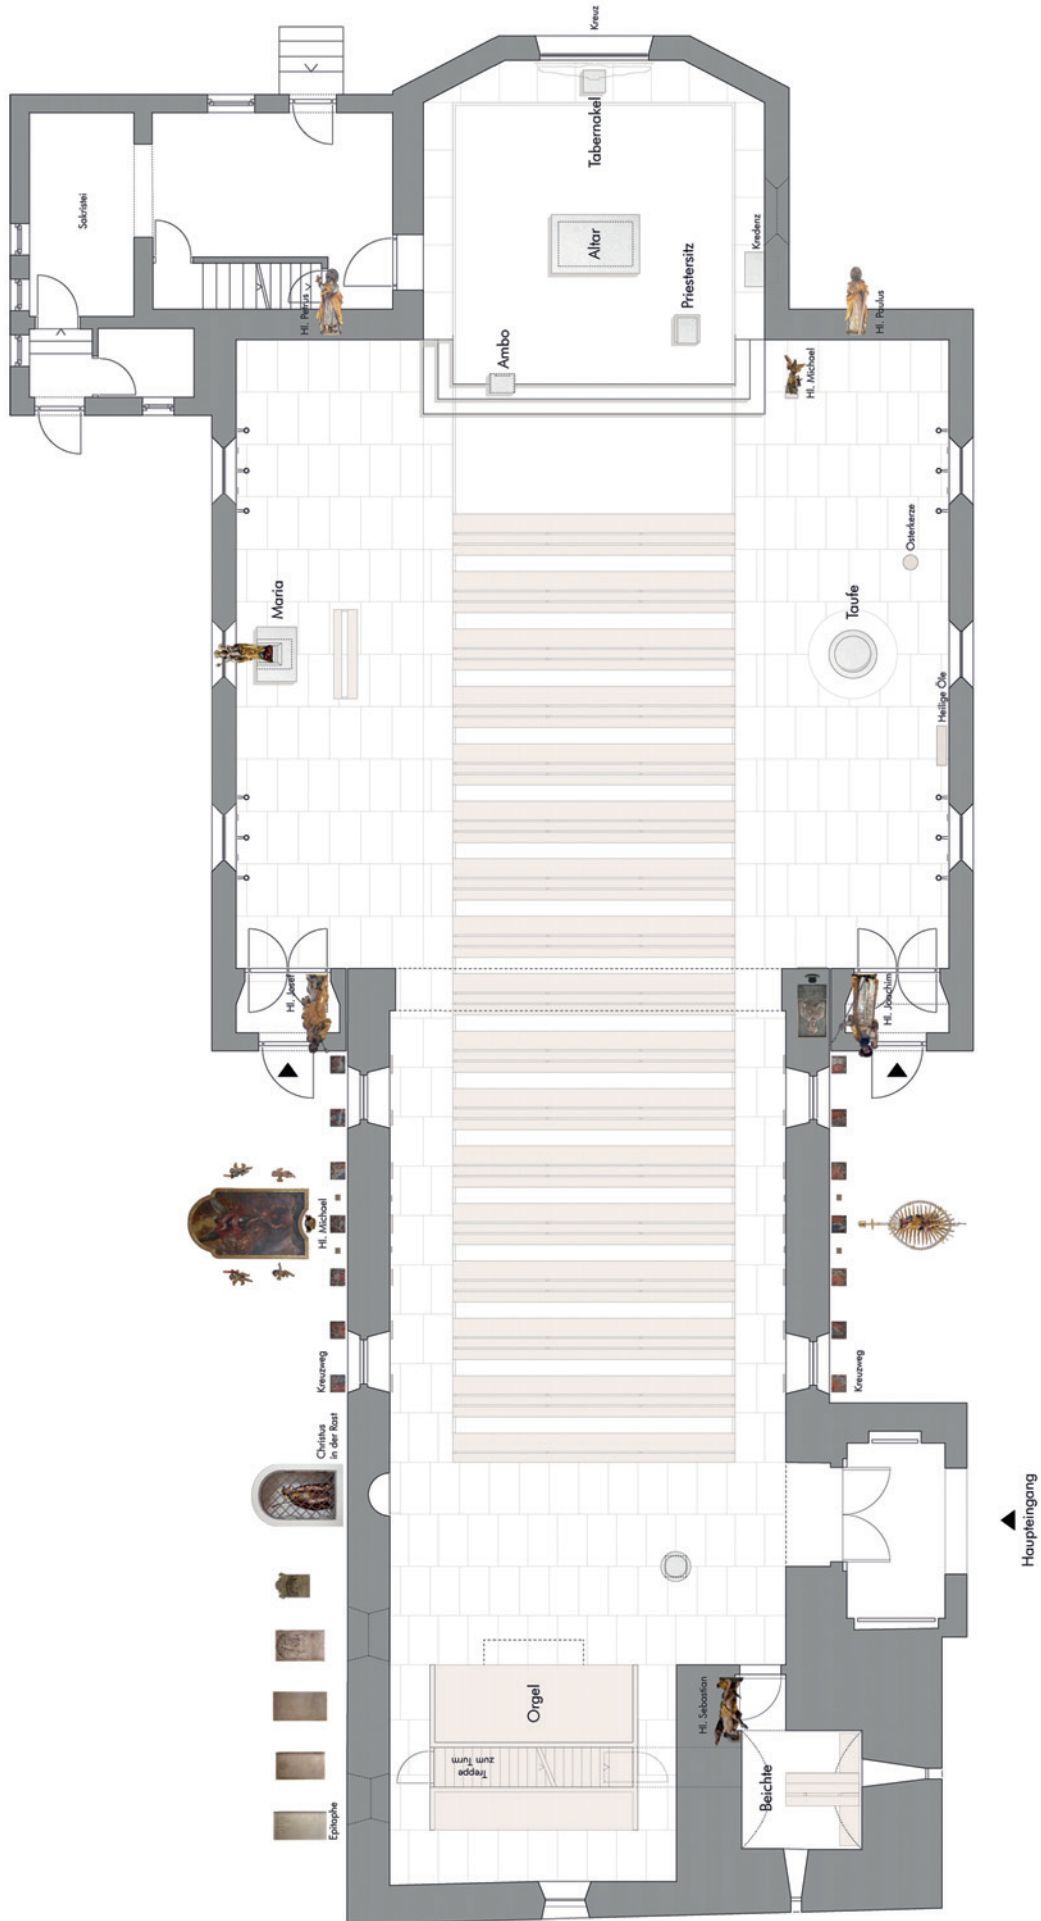 Kreuz
Tabernakel
Sakristei
Altar
Kredenz
Priestersitz
Hl. Petrus
Hl. Paulus
Ambo
Hl. Michael
Osterkerze
Maria
Taufe
Heilige Öle
Hl. Josef
Hl. Joachim
Hl. Michael
Kreuzweg
Kreuzweg
Christus
in der Rast
Haupteingang
Orgel
Hl. Sebastian
Treppe
zum Turm
Beichte
Epitaphe